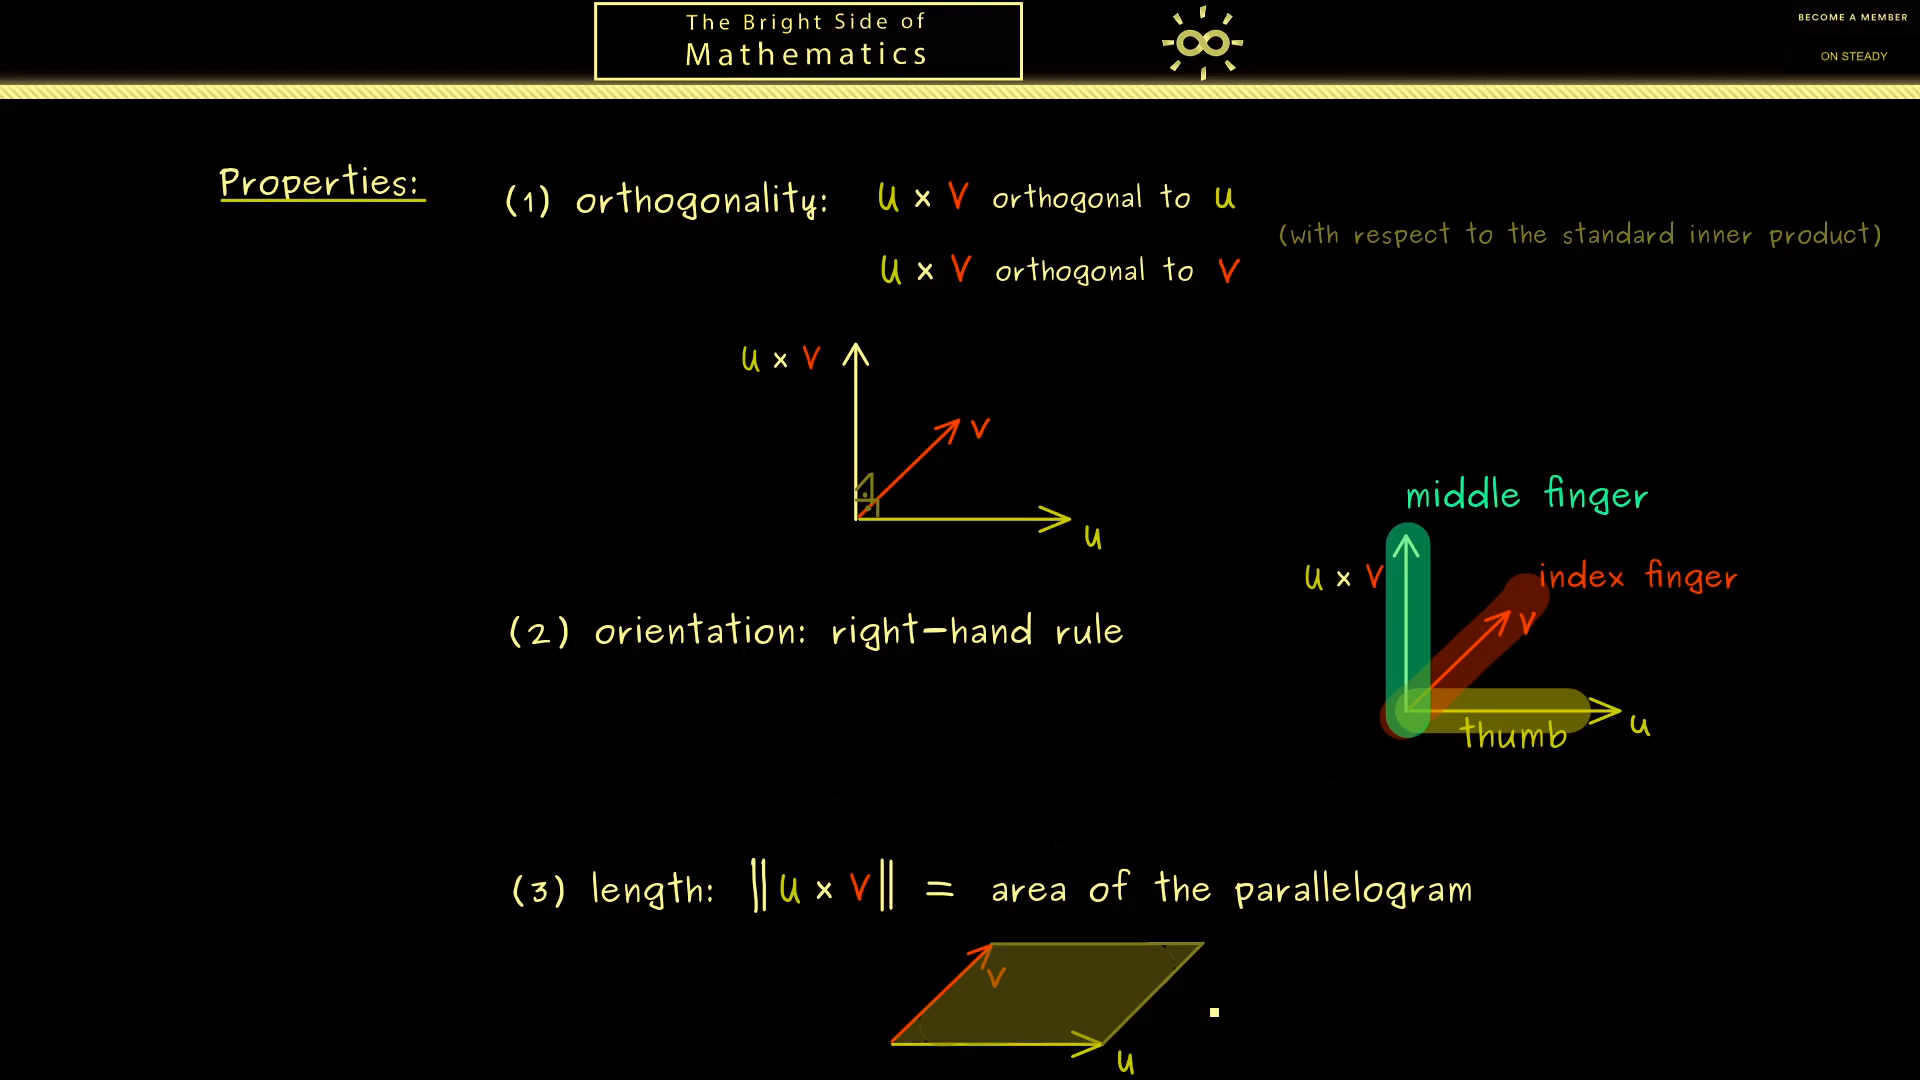 The Bright Side of
Mathematics
BECOME A MEMBER
ON STEADY
Properties:
(1) orthogonality: u × v orthogonal to u
(with respect to the standard inner product)
u × v orthogonal to v
u × v
v
u
middle finger
u × v
index finger
v
(2) orientation: right-hand rule
thumb
u
(3) length: ||u × v|| = area of the parallelogram
v
u